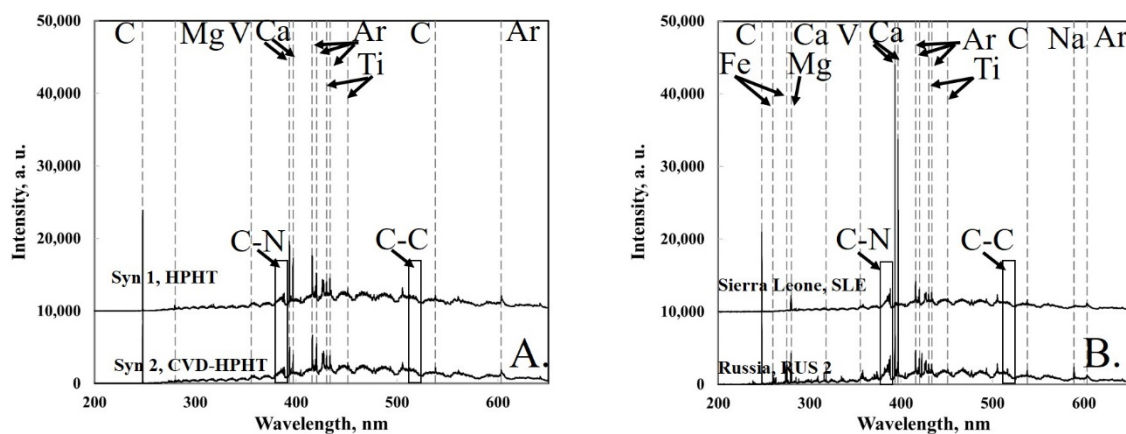 50,000
C Mg V Ca Ar C Ar
Ti
40,000
30,000
Intensity, a. u.
20,000
C-N C-C
Syn 1, HPHT
10,000
Syn 2, CVD-HPHT A.
0
200 300 400 500 600
Wavelength, nm
50,000
C Ca V Ca Ar C Na Ar
Fe Mg Ti
40,000
30,000
Intensity, a. u.
20,000
C-N C-C
Sierra Leone, SLE
10,000
Russia, RUS 2 B.
0
200 300 400 500 600
Wavelength, nm